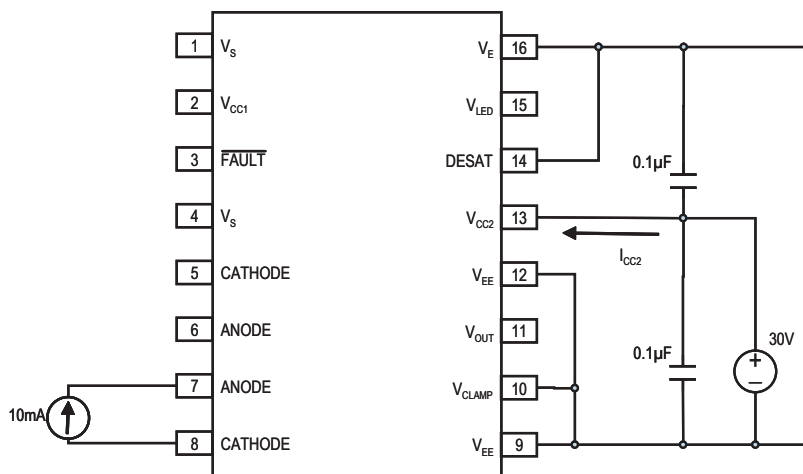 1 V_S V_E 16
2 V_CC1 V_LED 15
3 F̅A̅U̅L̅T̅ DESAT 14
0.1µF
4 V_S V_CC2 13
I_CC2
5 CATHODE V_EE 12
6 ANODE V_OUT 11
30V
0.1µF
+
–
7 ANODE V_CLAMP 10
10mA
8 CATHODE V_EE 9